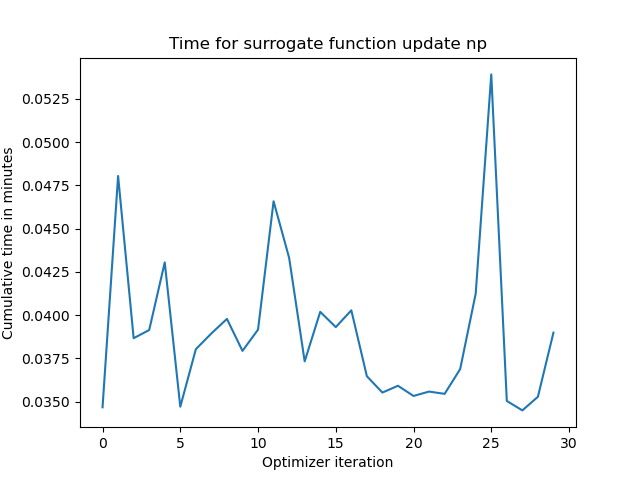 Time for surrogate function update np
Cumulative time in minutes
0.0525
0.0500
0.0475
0.0450
0.0425
0.0400
0.0375
0.0350
0 5 10 15 20 25 30
Optimizer iteration